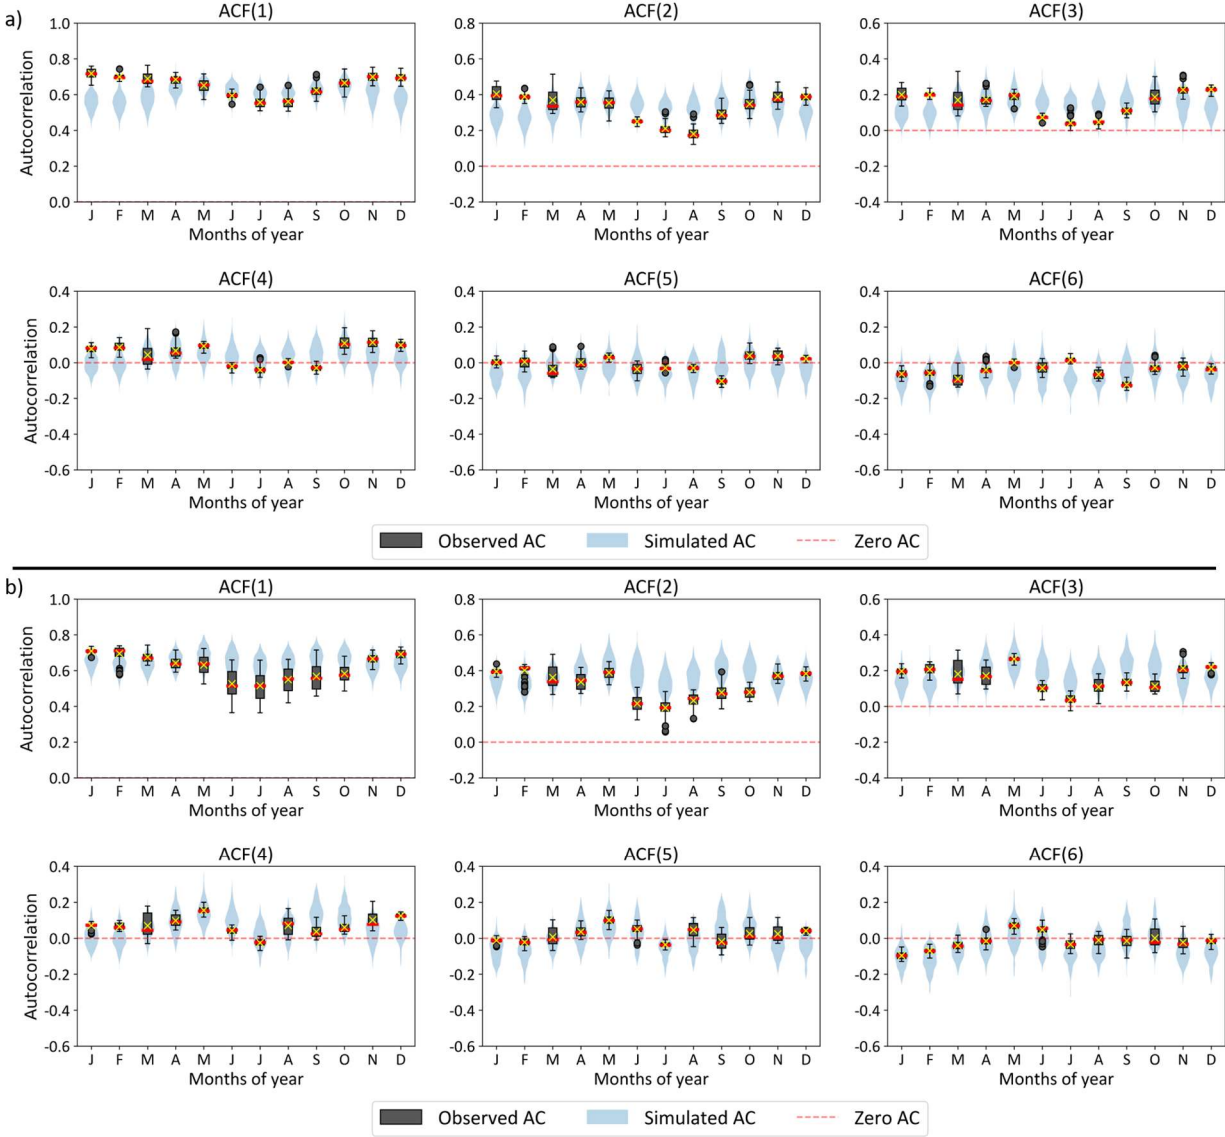 a)
ACF(1) ACF(2) ACF(3)
Autocorrelation
1.0 0.8 0.6 0.4 0.2 0.0
0.8 0.6 0.4 0.2 0.0 -0.2
0.6 0.4 0.2 0.0 -0.2 -0.4
J F M A M J J A S O N D
J F M A M J J A S O N D
J F M A M J J A S O N D
Months of year Months of year Months of year
ACF(4) ACF(5) ACF(6)
Autocorrelation
0.4 0.2 0.0 -0.2 -0.4 -0.6
0.4 0.2 0.0 -0.2 -0.4 -0.6
0.4 0.2 0.0 -0.2 -0.4 -0.6
J F M A M J J A S O N D
J F M A M J J A S O N D
J F M A M J J A S O N D
Months of year Months of year Months of year
Observed AC Simulated AC Zero AC
b)
ACF(1) ACF(2) ACF(3)
Autocorrelation
1.0 0.8 0.6 0.4 0.2 0.0
0.8 0.6 0.4 0.2 0.0 -0.2
0.6 0.4 0.2 0.0 -0.2 -0.4
J F M A M J J A S O N D
J F M A M J J A S O N D
J F M A M J J A S O N D
Months of year Months of year Months of year
ACF(4) ACF(5) ACF(6)
Autocorrelation
0.4 0.2 0.0 -0.2 -0.4 -0.6
0.4 0.2 0.0 -0.2 -0.4 -0.6
0.4 0.2 0.0 -0.2 -0.4 -0.6
J F M A M J J A S O N D
J F M A M J J A S O N D
J F M A M J J A S O N D
Months of year Months of year Months of year
Observed AC Simulated AC Zero AC